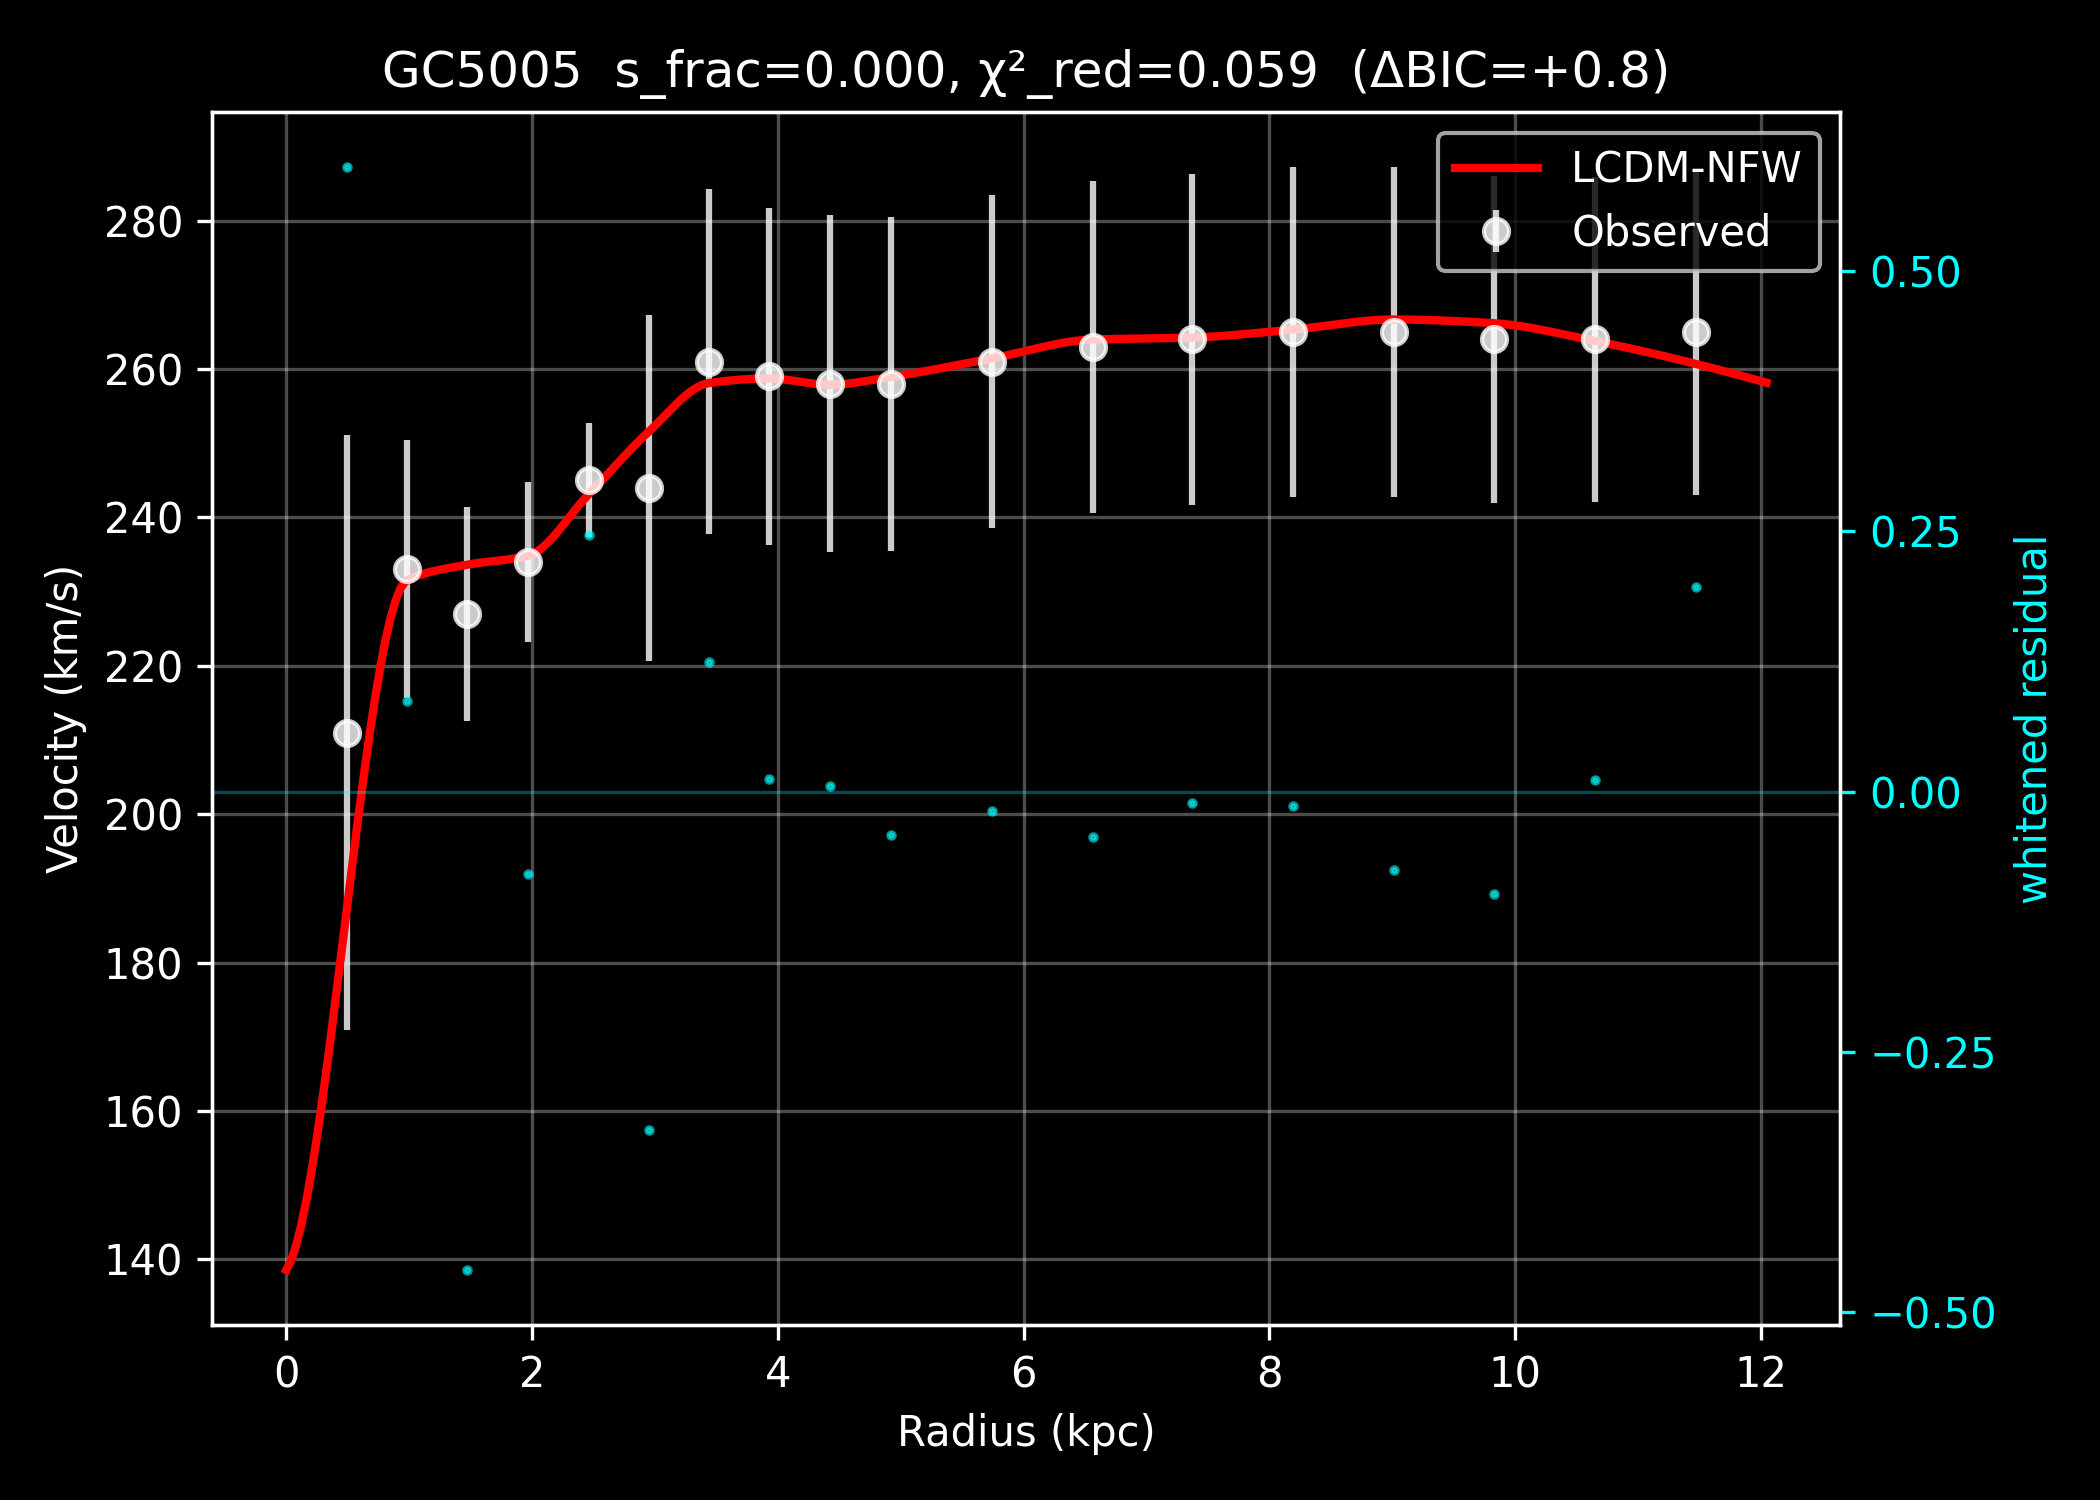 GC5005  s_frac=0.000, χ²_red=0.059  (ΔBIC=+0.8)
LCDM-NFW
Observed
280
260
240
220
200
180
160
140
Velocity (km/s)
0.50
0.25
0.00
−0.25
−0.50
whitened residual
0 2 4 6 8 10 12
Radius (kpc)